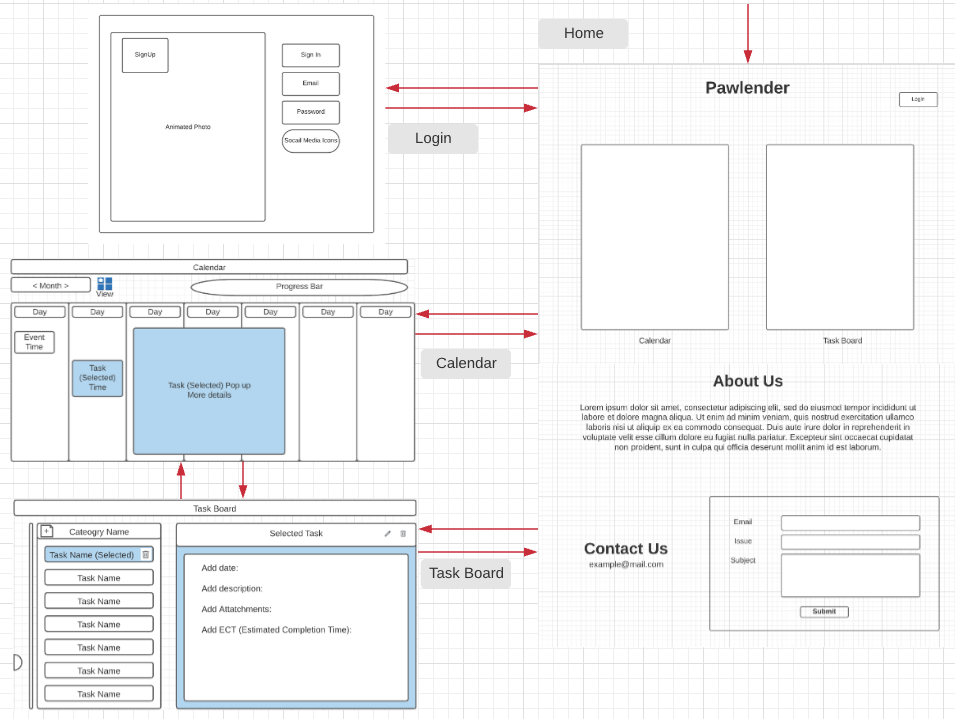 SignUp
Animated Photo
Sign In
Email
Password
Socail Media Icons
Login
Home
Pawlender
Login
Calendar
Task Board
About Us
Lorem ipsum dolor sit amet, consectetur adipiscing elit, sed do eiusmod tempor incididunt ut
labore et dolore magna aliqua. Ut enim ad minim veniam, quis nostrud exercitation ullamco
laboris nisi ut aliquip ex ea commodo consequat. Duis aute irure dolor in reprehenderit in
voluptate velit esse cillum dolore eu fugiat nulla pariatur. Excepteur sint occaecat cupidatat
non proident, sunt in culpa qui officia deserunt mollit anim id est laborum.
Contact Us
example@mail.com
Email
Issue
Subject
Submit
Calendar
< Month >
View
Progress Bar
Day
Day
Day
Day
Day
Day
Day
Event
Time
Task
(Selected)
Time
Task (Selected) Pop up
More details
Calendar
Task Board
+
Cateogry Name
Task Name (Selected)
Task Name
Task Name
Task Name
Task Name
Task Name
Task Name
Selected Task
Add date:
Add description:
Add Attatchments:
Add ECT (Estimated Completion Time):
Task Board